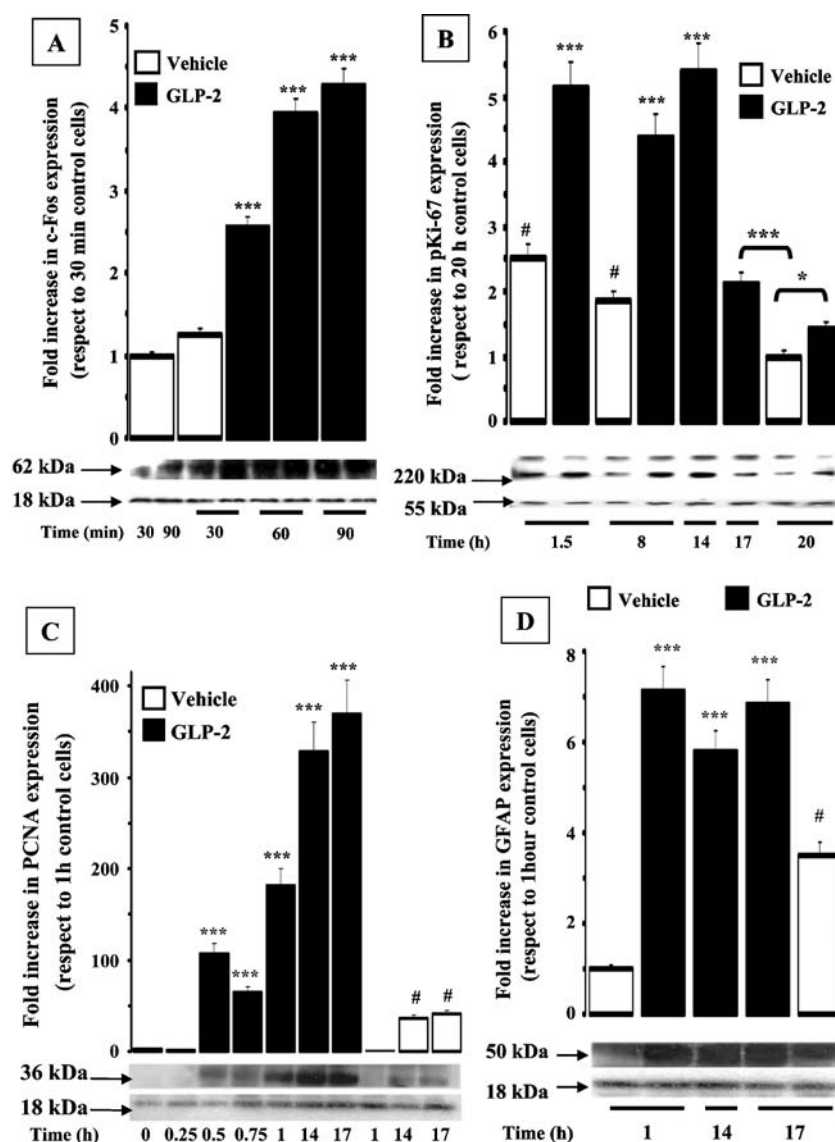 A
Vehicle
GLP-2
***
***
***
5
4
3
2
1
0
Fold increase in c-Fos expression
(respect to 30 min control cells)
62 kDa
18 kDa
Time (min)
30 90 30 60 90
B
Vehicle
GLP-2
***
***
***
#
#
***
*
6
5
4
3
2
1
0
Fold increase in pKi-67 expression
( respect to 20 h control cells)
220 kDa
55 kDa
Time (h)
1.5 8 14 17 20
C
Vehicle
GLP-2
***
***
***
***
***
# #
400
300
200
100
0
Fold increase in PCNA expression
(respect to 1h control cells)
36 kDa
18 kDa
Time (h) 0 0.25 0.5 0.75 1 14 17 1 14 17
D
Vehicle GLP-2
***
***
***
#
8
6
4
2
0
Fold increase in GFAP expression
(respect to 1hour control cells)
50 kDa
18 kDa
Time (h) 1 14 17